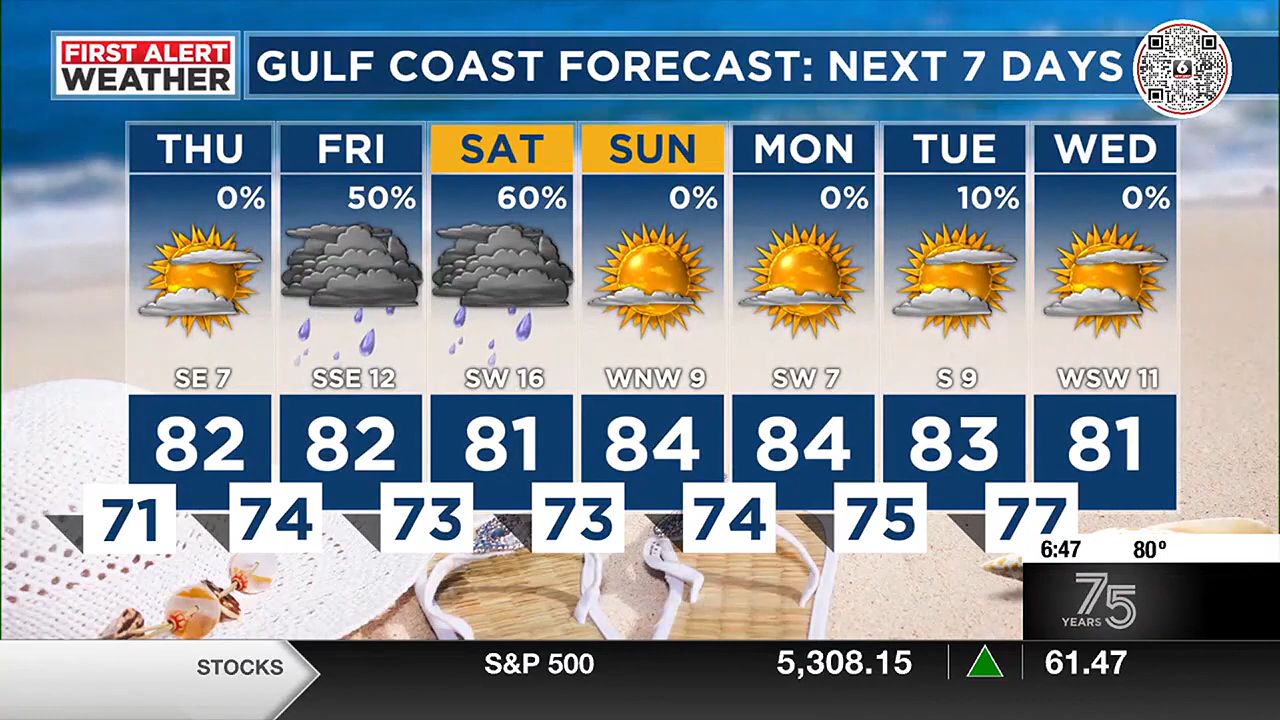 FIRST ALERT
WEATHER
GULF COAST FORECAST: NEXT 7 DAYS
6
THU FRI SAT SUN MON TUE WED
0% 50% 60% 0% 0% 10% 0%
SE 7 SSE 12 SW 16 WNW 9 SW 7 S 9 WSW 11
82 82 81 84 84 83 81
71 74 73 73 74 75 77
6:47 80º
75
YEARS
STOCKS S&P 500 5,308.15 61.47